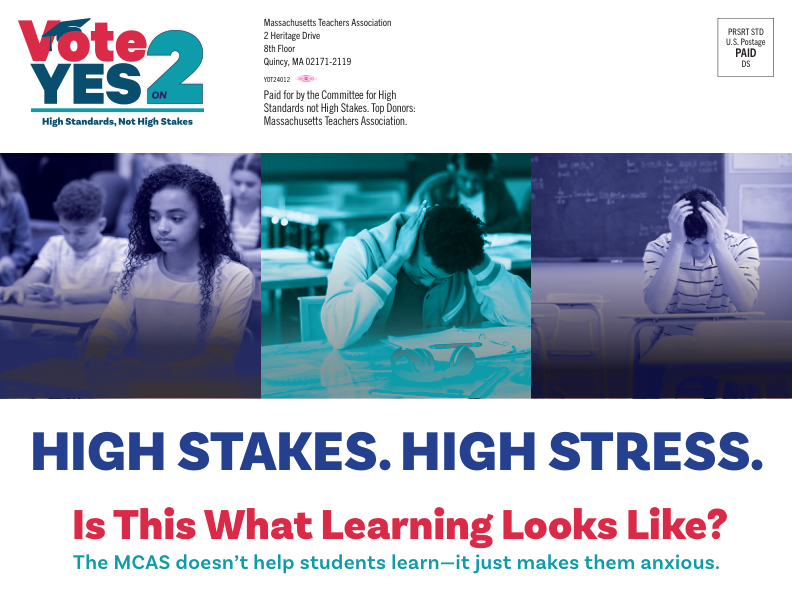 Vote
YES ON 2
High Standards, Not High Stakes
Massachusetts Teachers Association
2 Heritage Drive
8th Floor
Quincy, MA 02171-2119
YOT24012
Paid for by the Committee for High
Standards not High Stakes. Top Donors:
Massachusetts Teachers Association.
PRSRT STD
U.S. Postage
PAID
DS
HIGH STAKES. HIGH STRESS.
Is This What Learning Looks Like?
The MCAS doesn't help students learn—it just makes them anxious.